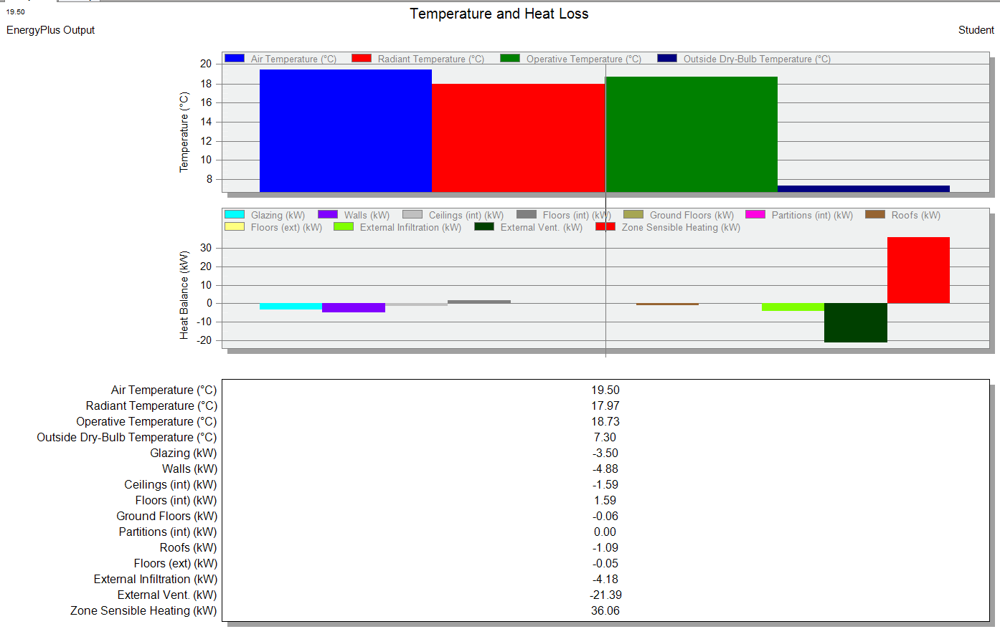 19.50
Temperature and Heat Loss
EnergyPlus Output
Student
Air Temperature (°C) Radiant Temperature (°C) Operative Temperature (°C) Outside Dry-Bulb Temperature (°C)
20
18
16
14
12
10
8
Temperature (°C)
Glazing (kW) Walls (kW) Ceilings (int) (kW) Floors (int) (kW) Ground Floors (kW) Partitions (int) (kW) Roofs (kW)
Floors (ext) (kW) External Infiltration (kW) External Vent. (kW) Zone Sensible Heating (kW)
30
20
10
0
-10
-20
Heat Balance (kW)
Air Temperature (°C) 19.50
Radiant Temperature (°C) 17.97
Operative Temperature (°C) 18.73
Outside Dry-Bulb Temperature (°C) 7.30
Glazing (kW) -3.50
Walls (kW) -4.88
Ceilings (int) (kW) -1.59
Floors (int) (kW) 1.59
Ground Floors (kW) -0.06
Partitions (int) (kW) 0.00
Roofs (kW) -1.09
Floors (ext) (kW) -0.05
External Infiltration (kW) -4.18
External Vent. (kW) -21.39
Zone Sensible Heating (kW) 36.06